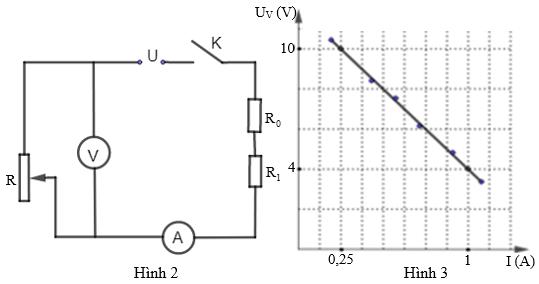 U
K
R₀
V
R
R₁
A
Hình 2
U_V (V)
10
4
0,25
1
I (A)
Hình 3